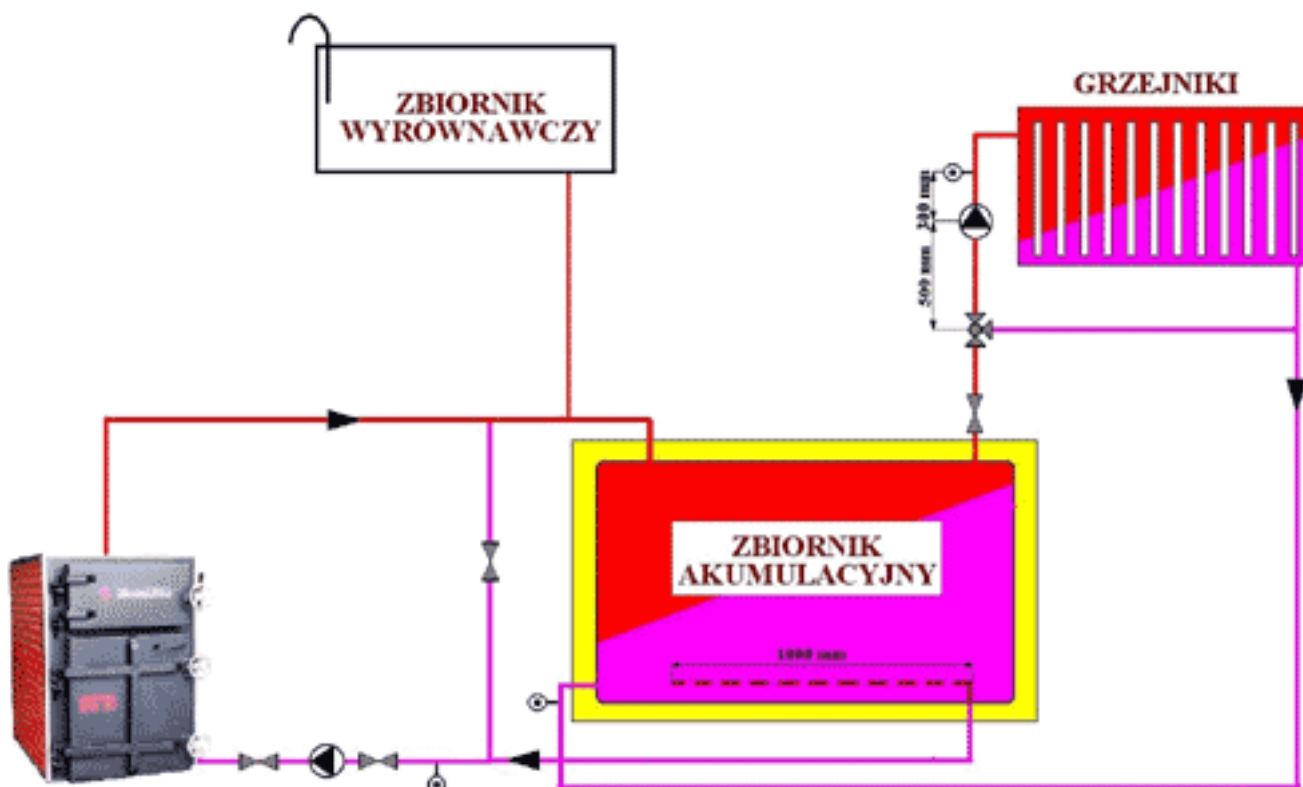 ZBIORNIK
WYRÓWNAWCZY
GRZEJNIKI
200 mm
500 mm
ZBIORNIK
AKUMULACYJNY
1000 mm